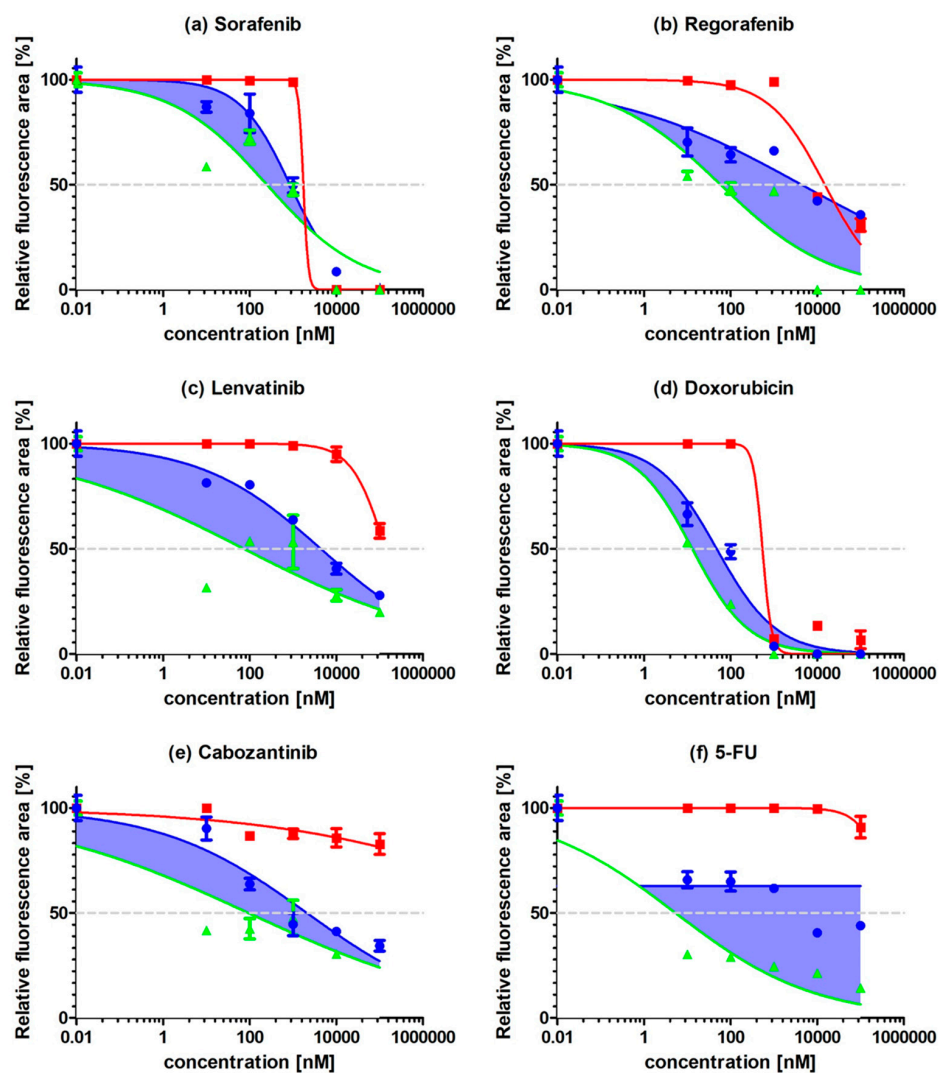 (a) Sorafenib
Relative fluorescence area [%]
100
50
0
0.01 1 100 10000 1000000
concentration [nM]
(b) Regorafenib
Relative fluorescence area [%]
100
50
0
0.01 1 100 10000 1000000
concentration [nM]
(c) Lenvatinib
Relative fluorescence area [%]
100
50
0
0.01 1 100 10000 1000000
concentration [nM]
(d) Doxorubicin
Relative fluorescence area [%]
100
50
0
0.01 1 100 10000 1000000
concentration [nM]
(e) Cabozantinib
Relative fluorescence area [%]
100
50
0
0.01 1 100 10000 1000000
concentration [nM]
(f) 5-FU
Relative fluorescence area [%]
100
50
0
0.01 1 100 10000 1000000
concentration [nM]